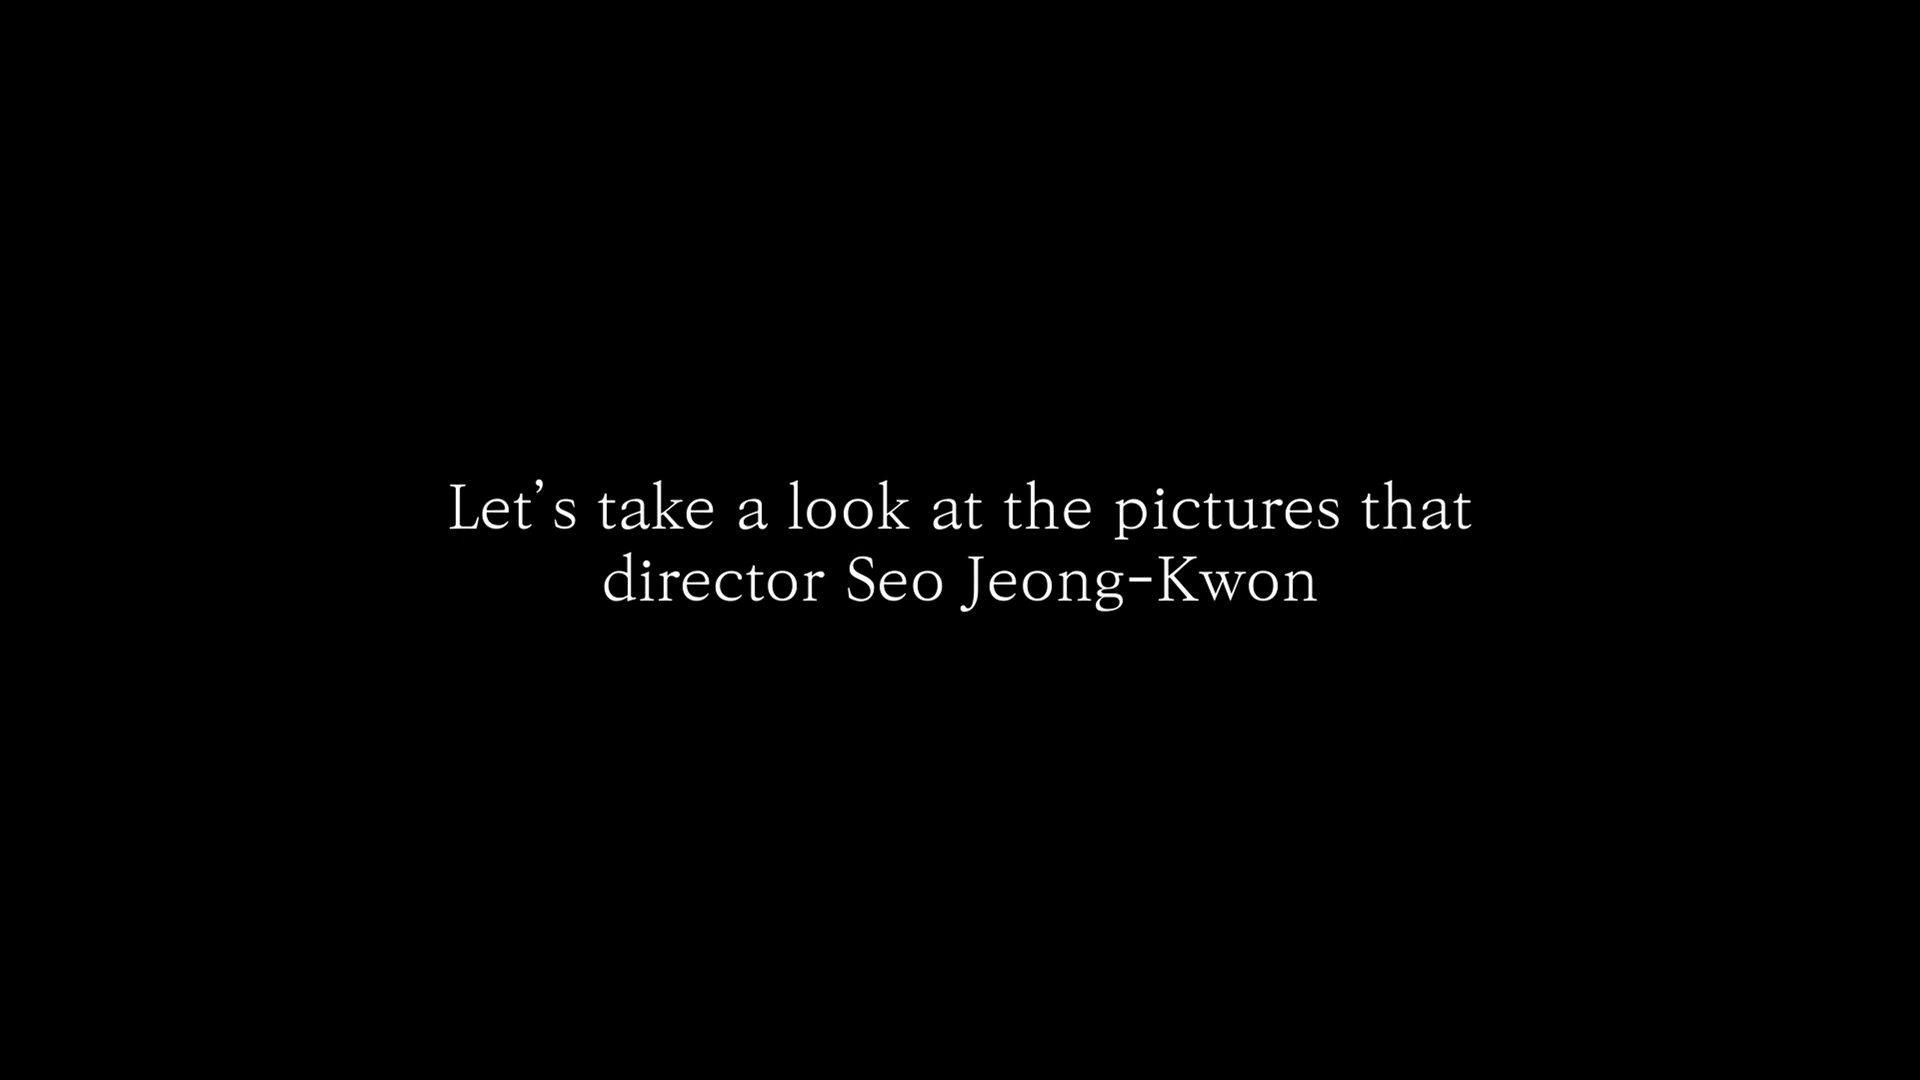 Let’s take a look at the pictures that
director Seo Jeong-Kwon